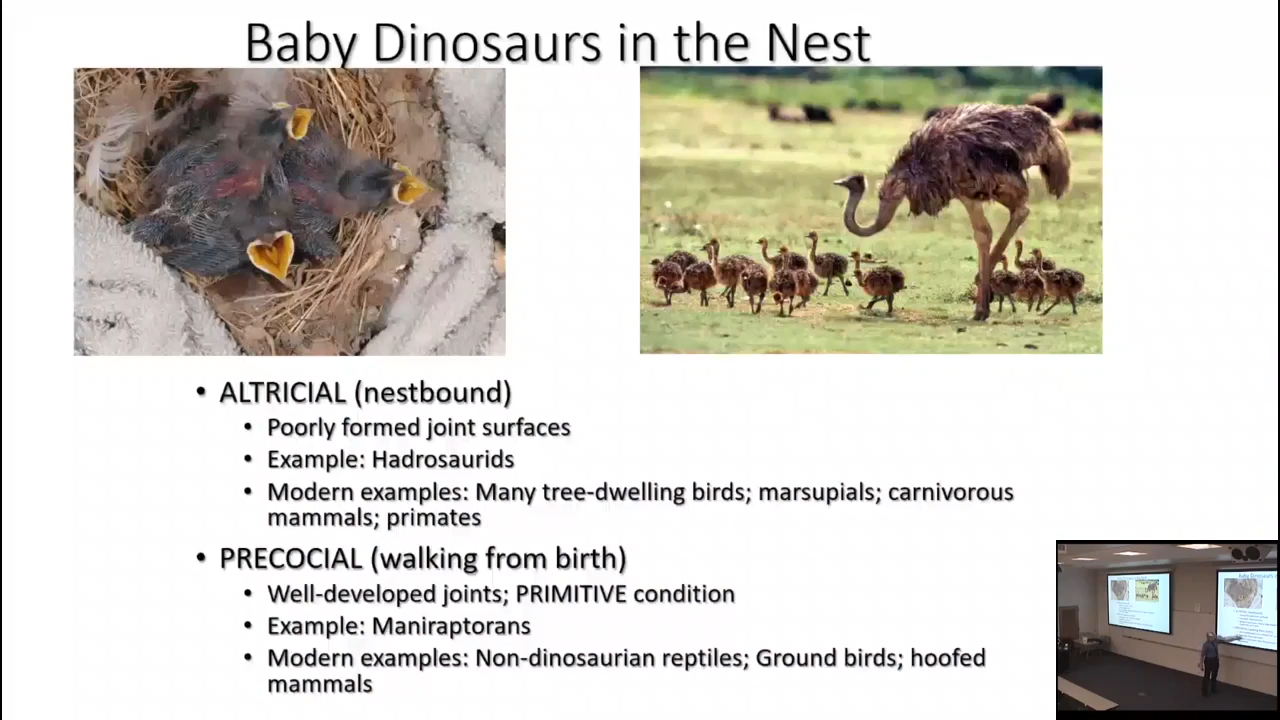 Baby Dinosaurs in the Nest
• ALTRICIAL (nestbound)
• Poorly formed joint surfaces
• Example: Hadrosaurids
• Modern examples: Many tree-dwelling birds; marsupials; carnivorous
mammals; primates
• PRECOCIAL (walking from birth)
• Well-developed joints; PRIMITIVE condition
• Example: Maniraptorans
• Modern examples: Non-dinosaurian reptiles; Ground birds; hoofed
mammals
Baby Dinosaurs